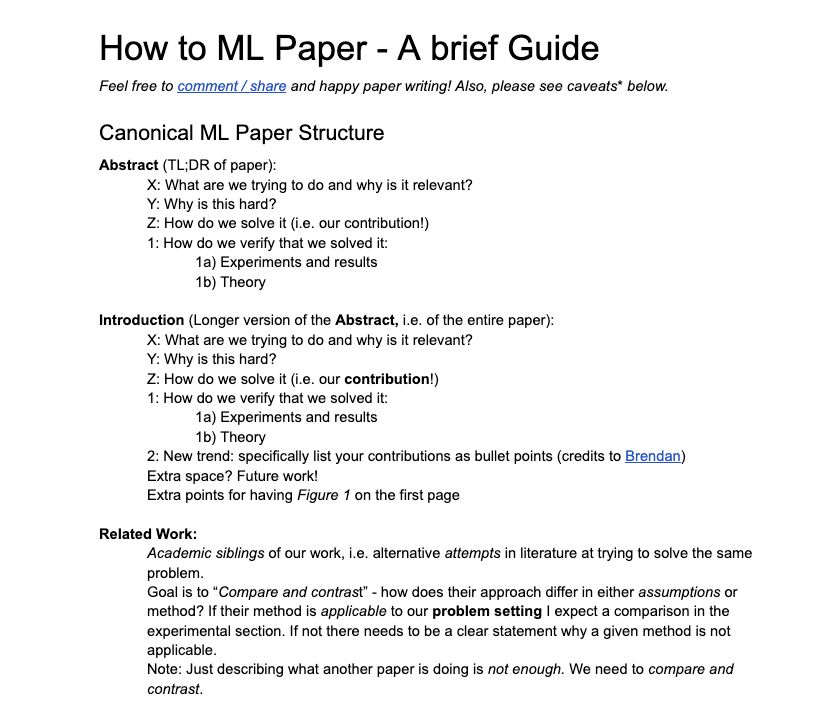 How to ML Paper - A brief Guide
Feel free to comment / share and happy paper writing! Also, please see caveats* below.
Canonical ML Paper Structure
Abstract (TL;DR of paper):
X: What are we trying to do and why is it relevant?
Y: Why is this hard?
Z: How do we solve it (i.e. our contribution!)
1: How do we verify that we solved it:
1a) Experiments and results
1b) Theory
Introduction (Longer version of the Abstract, i.e. of the entire paper):
X: What are we trying to do and why is it relevant?
Y: Why is this hard?
Z: How do we solve it (i.e. our contribution!)
1: How do we verify that we solved it:
1a) Experiments and results
1b) Theory
2: New trend: specifically list your contributions as bullet points (credits to Brendan)
Extra space? Future work!
Extra points for having Figure 1 on the first page
Related Work:
Academic siblings of our work, i.e. alternative attempts in literature at trying to solve the same
problem.
Goal is to “Compare and contrast” - how does their approach differ in either assumptions or
method? If their method is applicable to our problem setting I expect a comparison in the
experimental section. If not there needs to be a clear statement why a given method is not
applicable.
Note: Just describing what another paper is doing is not enough. We need to compare and
contrast.